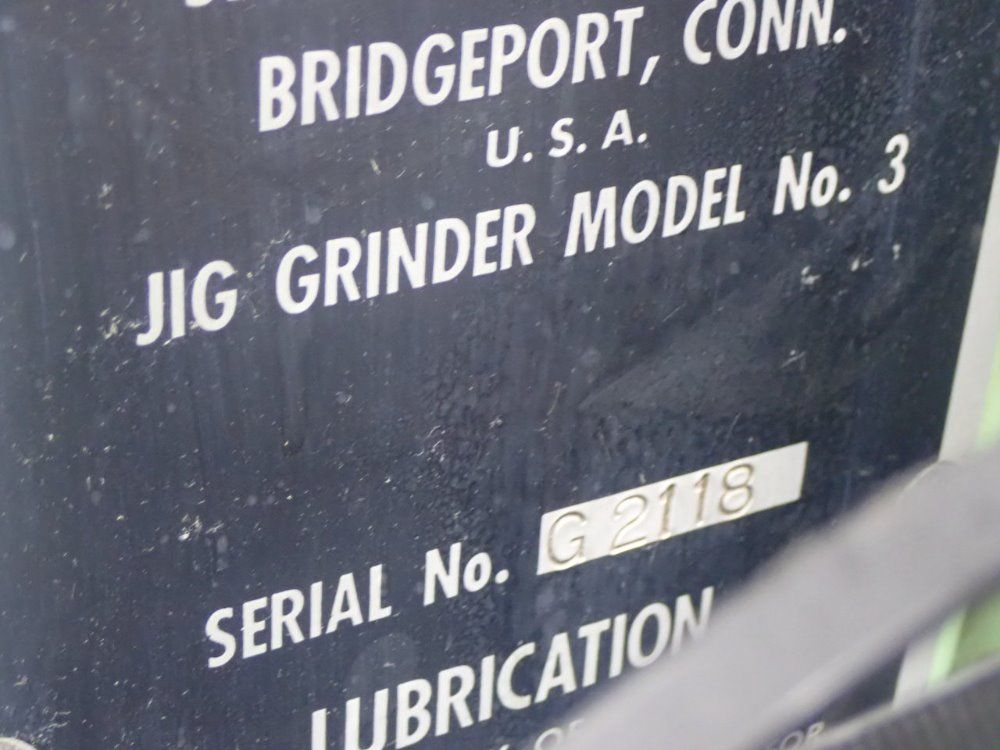 BRIDGEPORT, CONN.
U. S. A.
JIG GRINDER MODEL No. 3
SERIAL No. G 2118
LUBRICATION